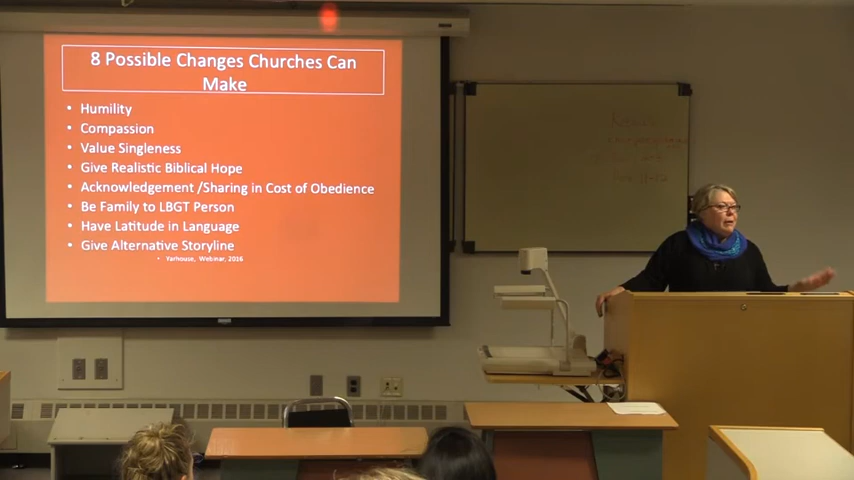 8 Possible Changes Churches Can
Make
• Humility
• Compassion
• Value Singleness
• Give Realistic Biblical Hope
• Acknowledgement /Sharing in Cost of Obedience
• Be Family to LBGT Person
• Have Latitude in Language
• Give Alternative Storyline
• Yarhouse, Webinar, 2016